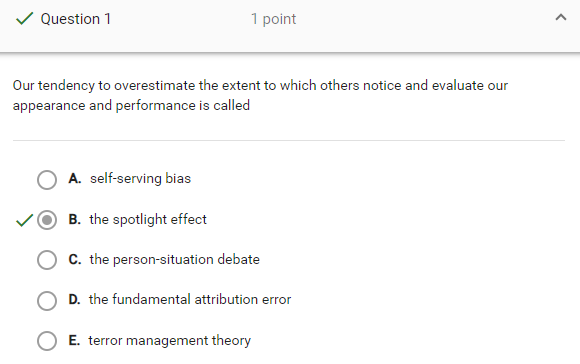 Question 1 1 point
Our tendency to overestimate the extent to which others notice and evaluate our
appearance and performance is called
A. self-serving bias
B. the spotlight effect
C. the person-situation debate
D. the fundamental attribution error
E. terror management theory